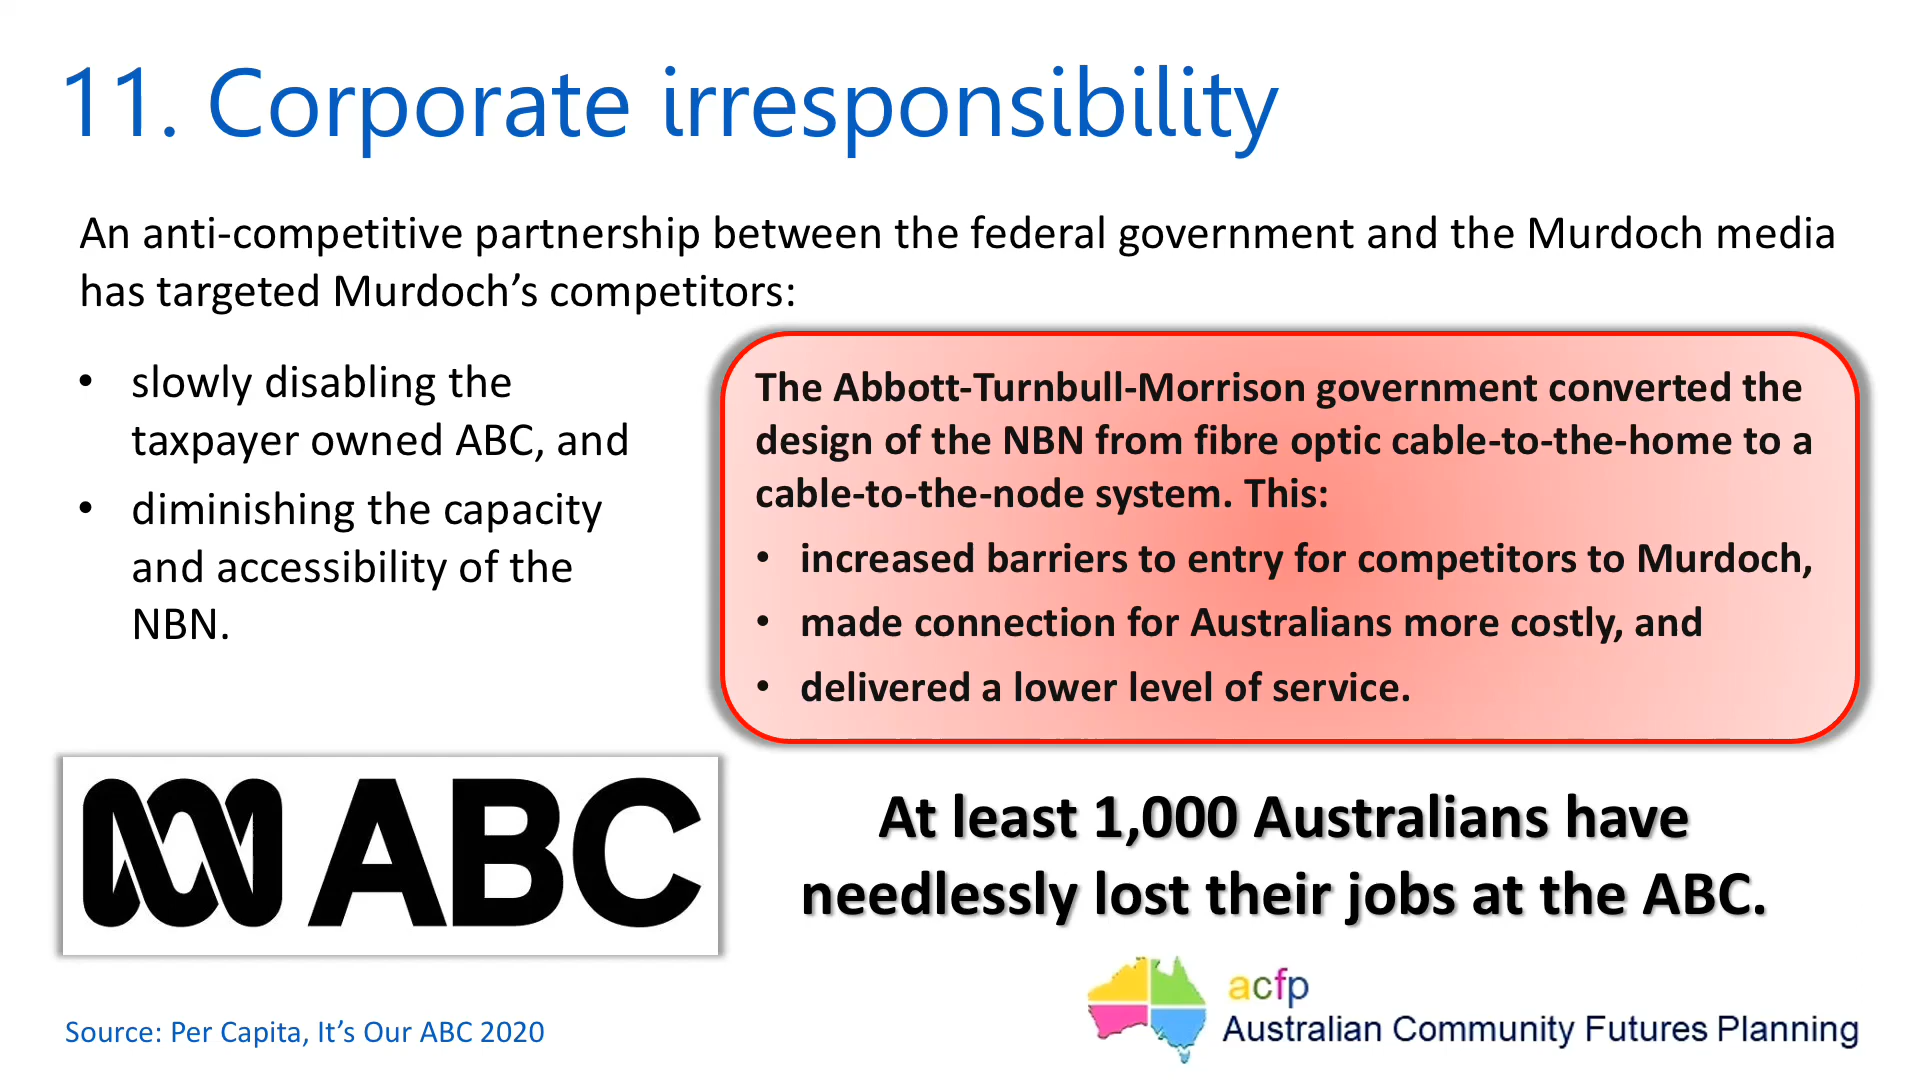 11. Corporate irresponsibility
An anti-competitive partnership between the federal government and the Murdoch media
has targeted Murdoch’s competitors:
• slowly disabling the
taxpayer owned ABC, and
• diminishing the capacity
and accessibility of the
NBN.
The Abbott-Turnbull-Morrison government converted the
design of the NBN from fibre optic cable-to-the-home to a
cable-to-the-node system. This:
• increased barriers to entry for competitors to Murdoch,
• made connection for Australians more costly, and
• delivered a lower level of service.
ABC
At least 1,000 Australians have
needlessly lost their jobs at the ABC.
Source: Per Capita, It’s Our ABC 2020
acfp
Australian Community Futures Planning